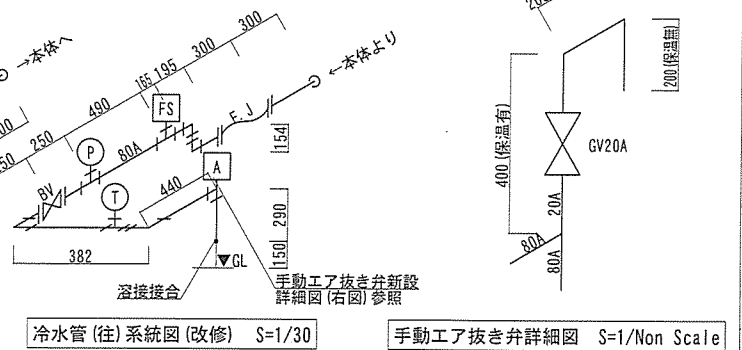 →本体へ
300
300
165
195
490
250
←本体より
FS
F.J
154
P
80A
A
BV
T
440
290
382
150
GL
溶接接合
手動エア抜き弁新設
詳細図(右図)参照
冷水管(往)系統図(改修) S=1/30
200(保温無)
400(保温有)
GV20A
20A
80A
80A
手動エア抜き弁詳細図 S=1/Non Scale